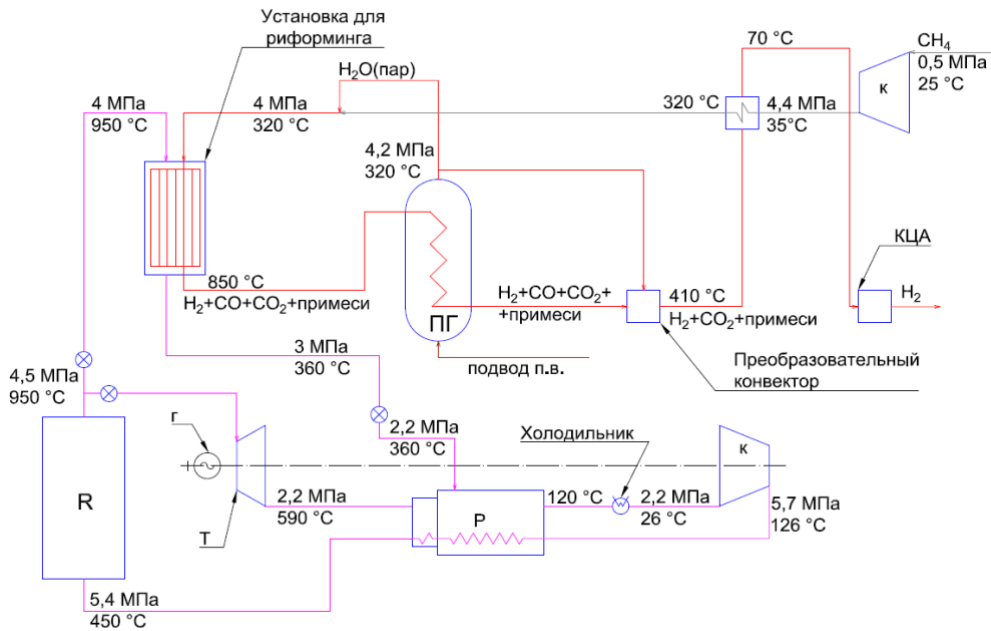 Установка для
риформинга
70 °C
CH₄
0,5 МПа
25 °C
к
H₂O(пар)
4 МПа
950 °C
4 МПа
320 °C
320 °C
4,4 МПа
35°C
4,2 МПа
320 °C
КЦА
850 °C
H₂+CO+CO₂+примеси
ПГ
H₂+CO+CO₂+
+примеси
410 °C
H₂+CO₂+примеси
H₂
3 МПа
360 °C
подвод п.в.
Преобразовательный
конвектор
4,5 МПа
950 °C
г
2,2 МПа
360 °C
Холодильник
к
R
2,2 МПа
590 °C
Р
120 °C
2,2 МПа
26 °C
5,7 МПа
126 °C
Т
5,4 МПа
450 °C